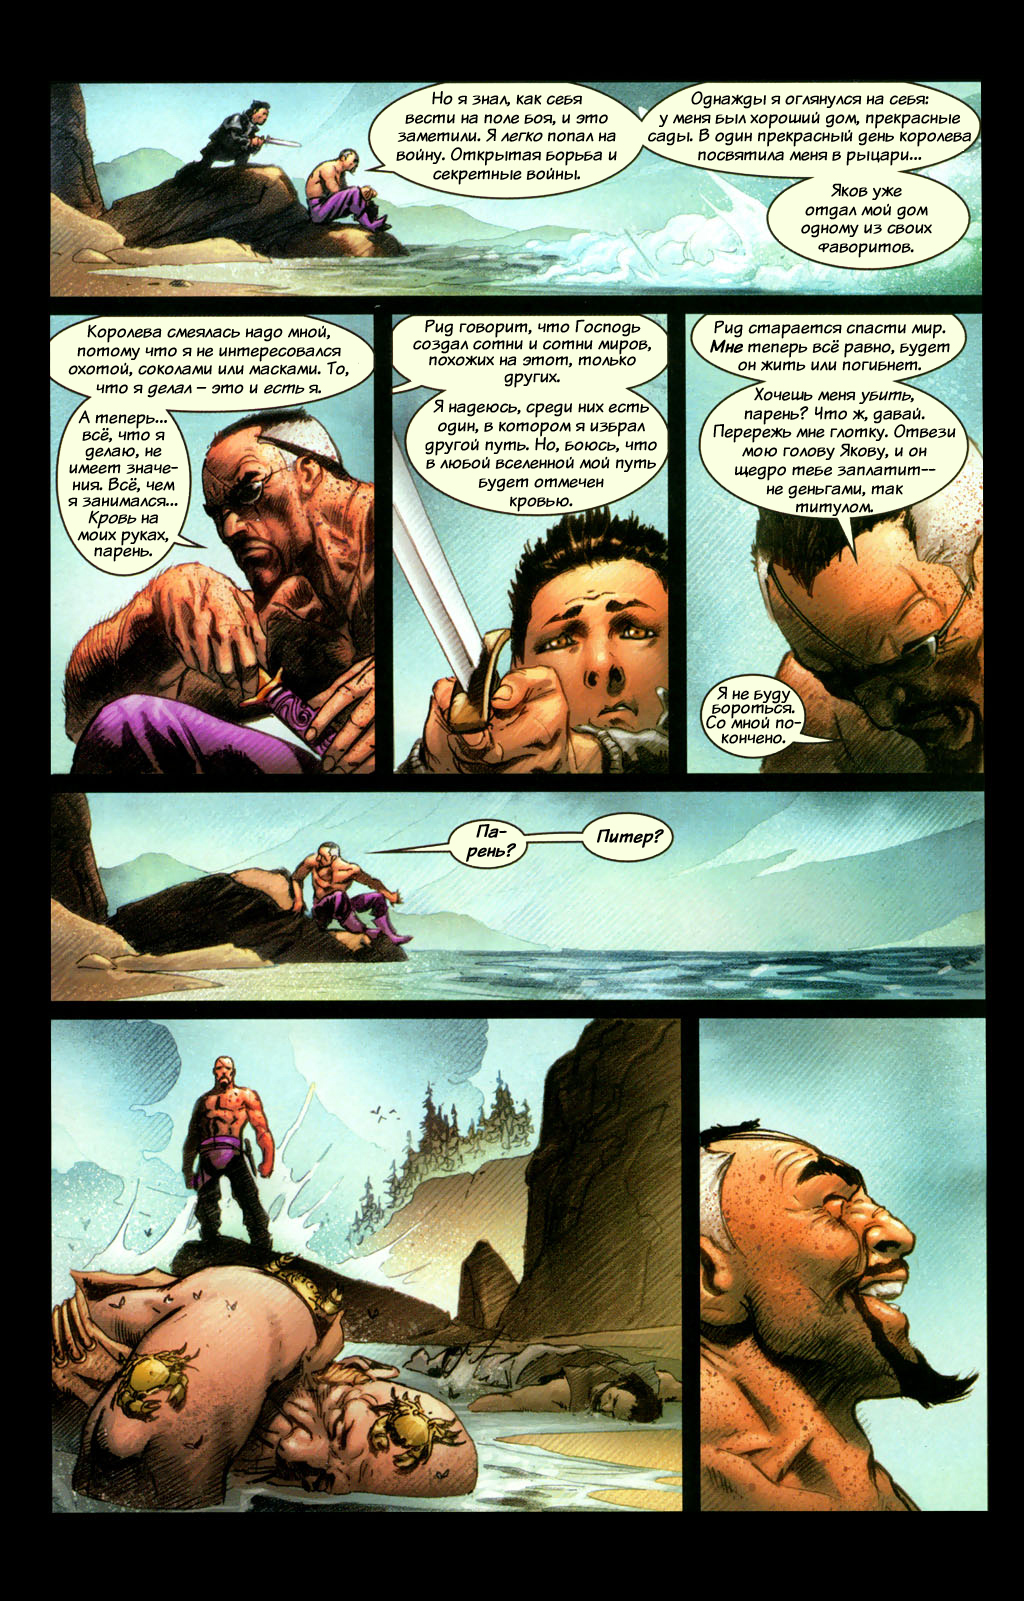 Но я знал, как себя
вести на поле боя, и это
заметили. Я легко попал на
войну. Открытая борьба и
секретные войны.
Однажды я оглянулся на себя:
у меня был хороший дом, прекрасные
сады. В один прекрасный день королева
посвятила меня в рыцари...
Яков уже
отдал мой дом
одному из своих
фаворитов.
Королева смеялась надо мной,
потому что я не интересовался
охотой, соколами или масками. То,
что я делал – это и есть я.
А теперь...
всё, что я
делаю, не
имеет значе-
ния. Всё, чем
я занимался...
Кровь на
моих руках,
парень.
Рид говорит, что Господь
создал сотни и сотни миров,
похожих на этот, только
других.
Я надеюсь, среди них есть
один, в котором я избрал
другой путь. Но, боюсь, что
в любой вселенной мой путь
будет отмечен
кровью.
Рид старается спасти мир.
Мне теперь всё равно, будет
он жить или погибнет.
Хочешь меня убить,
парень? Что ж, давай.
Перережь мне глотку. Отвези
мою голову Якову, и он
щедро тебе заплатит--
не деньгами, так
титулом.
Я не буду
бороться.
Со мной по-
кончено.
Па-
рень?
Питер?